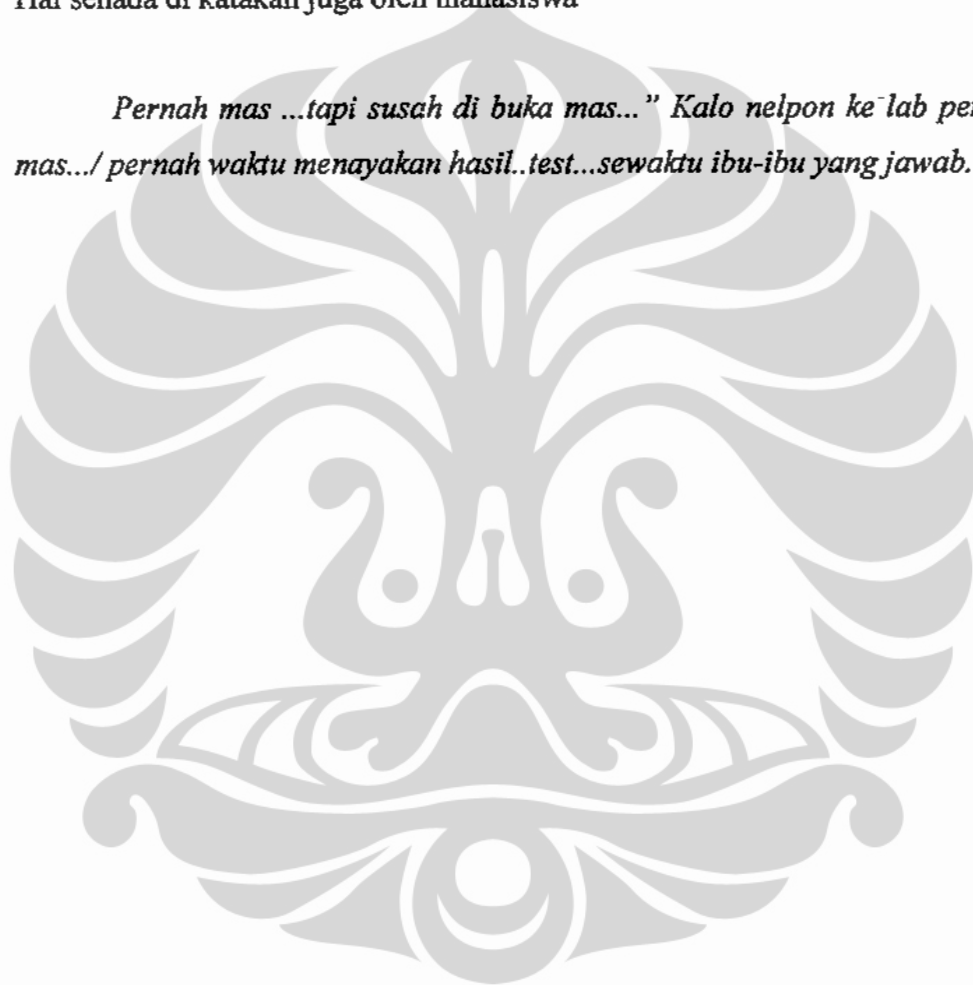 Hal senada di katakan juga oleh mahasiswa
Pernah mas ...tapi susah di buka mas...” Kalo nelpon ke lab
mas.../ pernah waktu menayakan hasil..test...sewaktu ibu-ibu yang jawab.